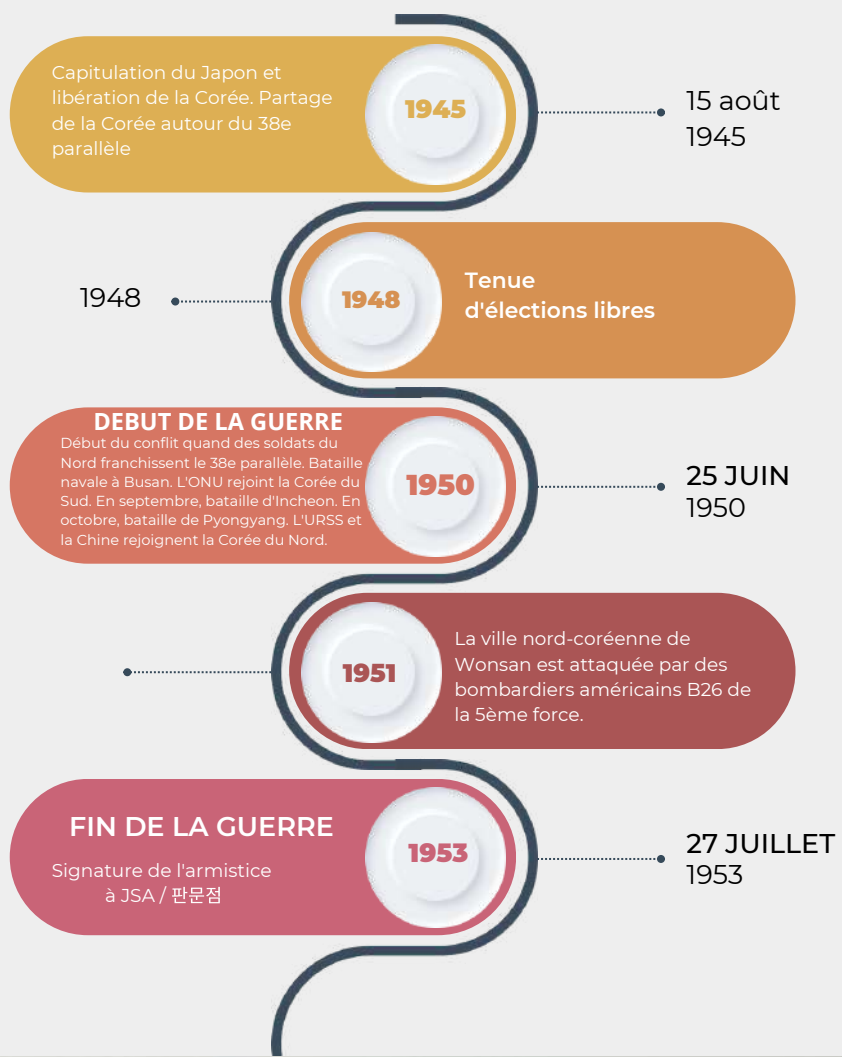 Capitulation du Japon et
libération de la Corée. Partage
de la Corée autour du 38e
parallèle
1945
15 août
1945
1948
1948
Tenue
d'élections libres
DEBUT DE LA GUERRE
Début du conflit quand des soldats du
Nord franchissent le 38e parallèle. Bataille
navale à Busan. L'ONU rejoint la Corée du
Sud. En septembre, bataille d'Incheon. En
octobre, bataille de Pyongyang. L'URSS et
la Chine rejoignent la Corée du Nord.
1950
25 JUIN
1950
1951
La ville nord-coréenne de
Wonsan est attaquée par des
bombardiers américains B26 de
la 5ème force.
FIN DE LA GUERRE
Signature de l'armistice
à JSA / 판문점
1953
27 JUILLET
1953